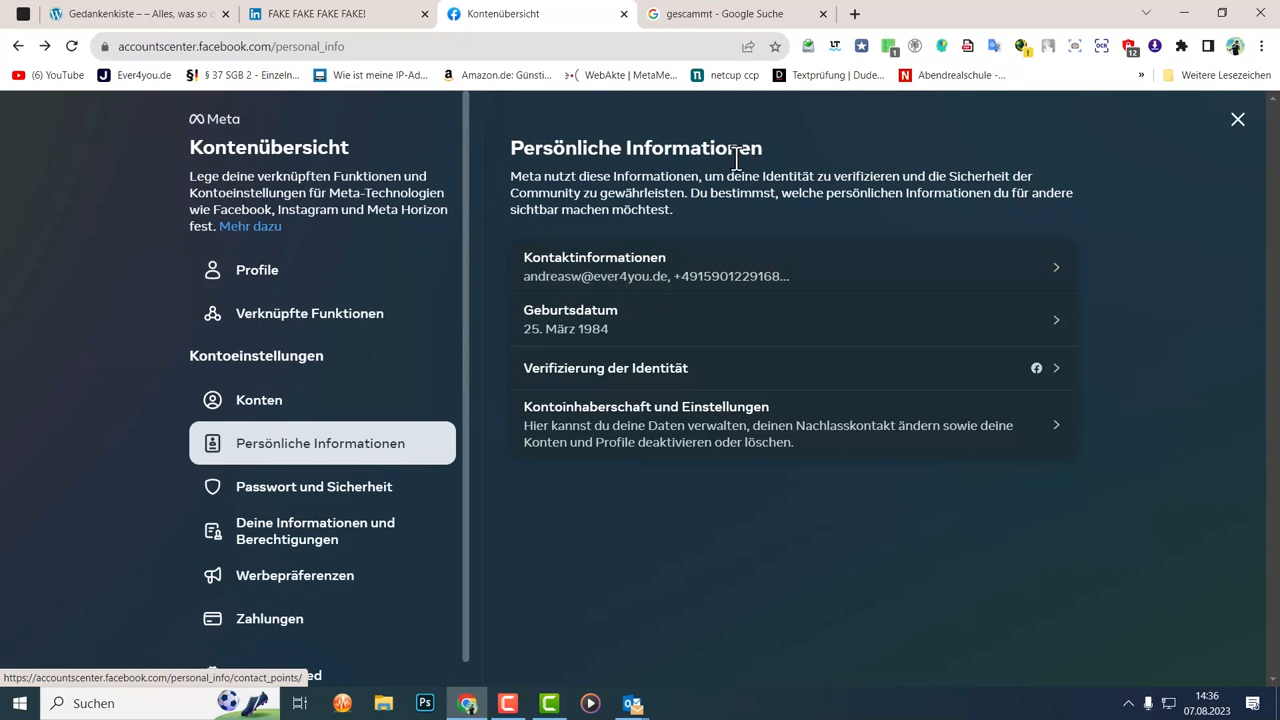 Gedankenkiste – – Alles, was so d
FAKE FAKE FAKE FAKE!
Kontenübersicht
gescammt - Google Suche
accountscenter.facebook.com/personal_info
1
12
(6) YouTube
Ever4you.de
§ 37 SGB 2 - Einzeln...
Wie ist meine IP-Ad...
Amazon.de: Günsti...
WebAkte | MetaMe...
netcup ccp
Textprüfung | Dude...
Abendrealschule -...
»
Weitere Lesezeichen
Meta
Kontenübersicht
Lege deine verknüpften Funktionen und
Kontoeinstellungen für Meta-Technologien
wie Facebook, Instagram und Meta Horizon
fest. Mehr dazu
Profile
Verknüpfte Funktionen
Kontoeinstellungen
Konten
Persönliche Informationen
Passwort und Sicherheit
Deine Informationen und
Berechtigungen
Werbepräferenzen
Zahlungen
Persönliche Informationen
Meta nutzt diese Informationen, um deine Identität zu verifizieren und die Sicherheit der
Community zu gewährleisten. Du bestimmst, welche persönlichen Informationen du für andere
sichtbar machen möchtest.
Kontaktinformationen
andreasw@ever4you.de, +4915901229168...
Geburtsdatum
25. März 1984
Verifizierung der Identität
Kontoinhaberschaft und Einstellungen
Hier kannst du deine Daten verwalten, deinen Nachlasskontakt ändern sowie deine
Konten und Profile deaktivieren oder löschen.
https://accountscenter.facebook.com/personal_info/contact_points/
Suchen
Ps
14:36
07.08.2023